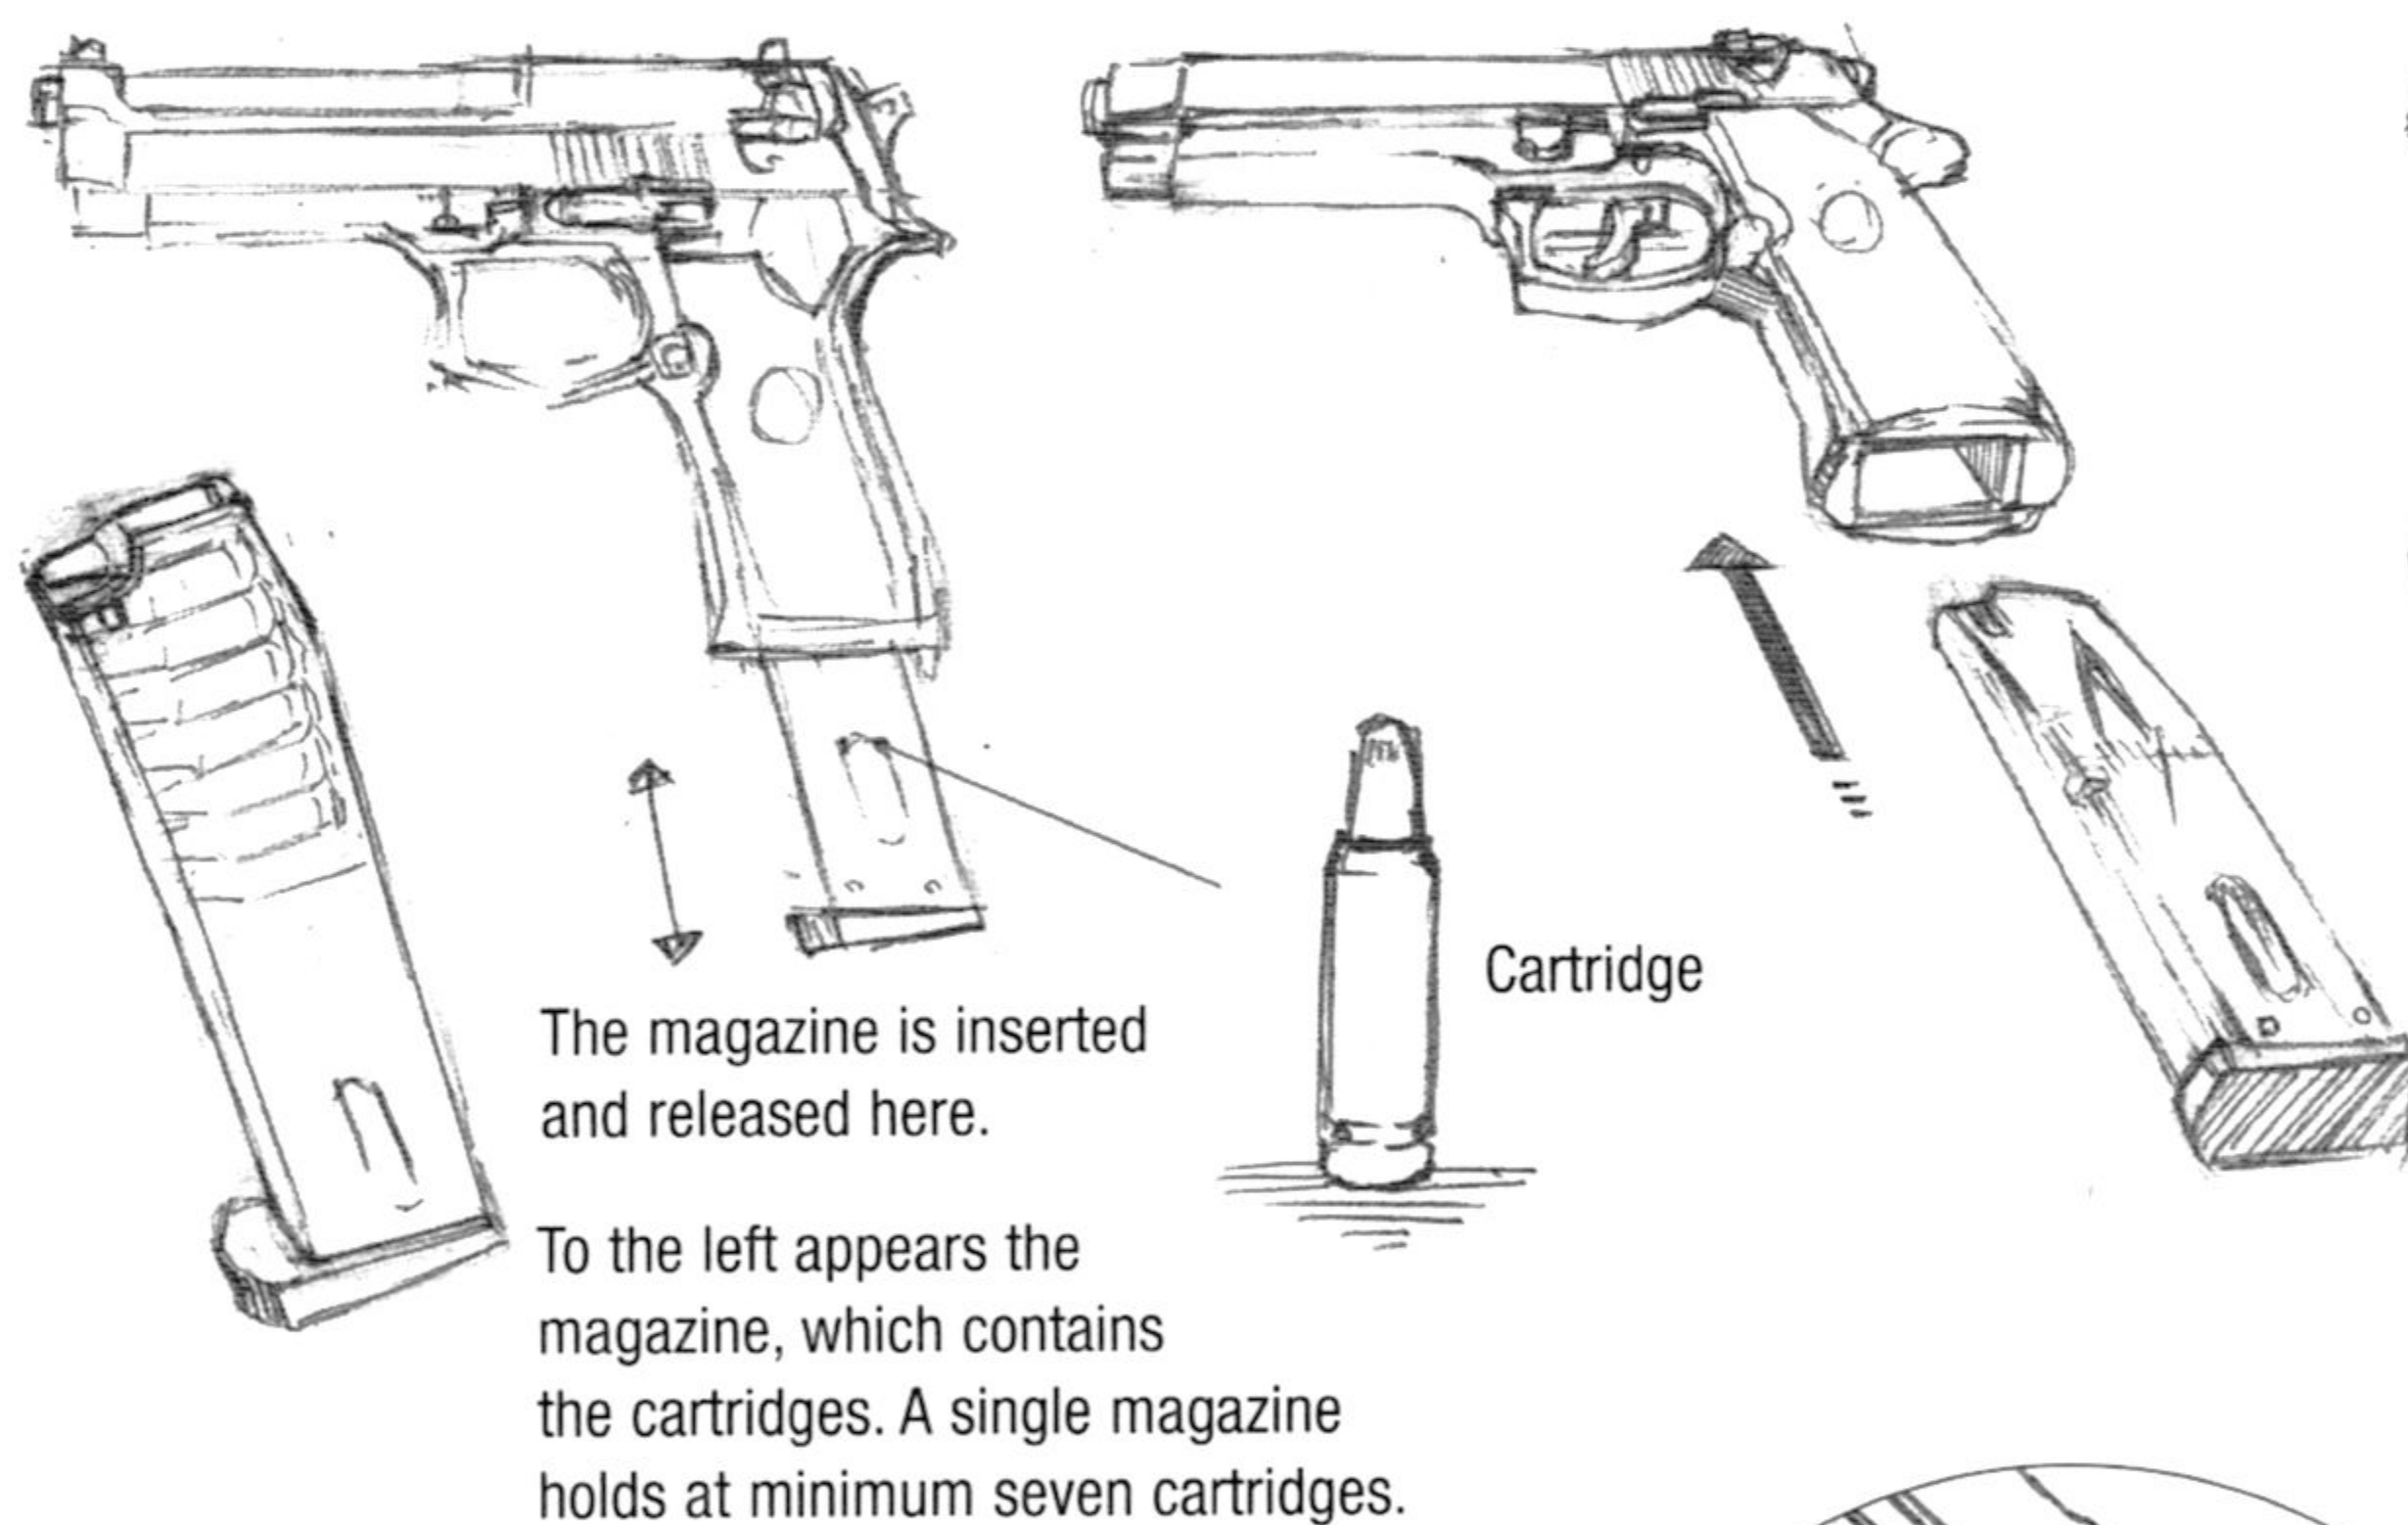 The magazine is inserted
and released here.
Cartridge
To the left appears the
magazine, which contains
the cartridges. A single magazine
holds at minimum seven cartridges.